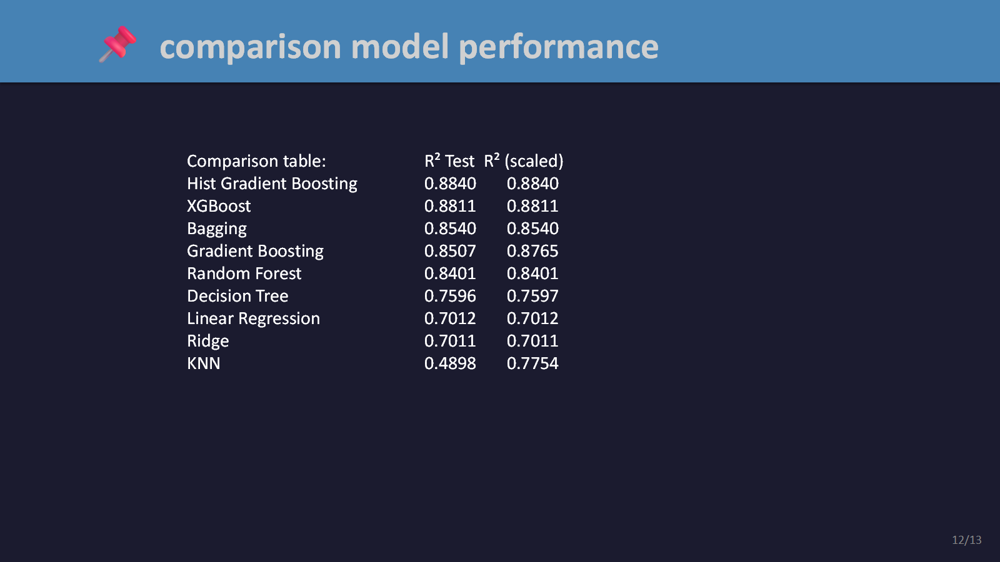 comparison model performance
Comparison table: R² Test R² (scaled)
Hist Gradient Boosting 0.8840 0.8840
XGBoost 0.8811 0.8811
Bagging 0.8540 0.8540
Gradient Boosting 0.8507 0.8765
Random Forest 0.8401 0.8401
Decision Tree 0.7596 0.7597
Linear Regression 0.7012 0.7012
Ridge 0.7011 0.7011
KNN 0.4898 0.7754
12/13